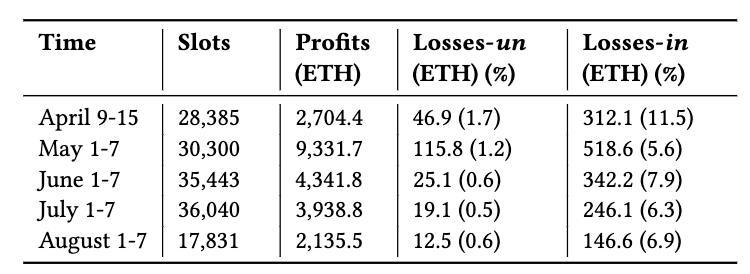 Time Slots Profits Losses-un Losses-in
(ETH) (ETH) (%) (ETH) (%)
April 9-15 28,385 2,704.4 46.9 (1.7) 312.1 (11.5)
May 1-7 30,300 9,331.7 115.8 (1.2) 518.6 (5.6)
June 1-7 35,443 4,341.8 25.1 (0.6) 342.2 (7.9)
July 1-7 36,040 3,938.8 19.1 (0.5) 246.1 (6.3)
August 1-7 17,831 2,135.5 12.5 (0.6) 146.6 (6.9)